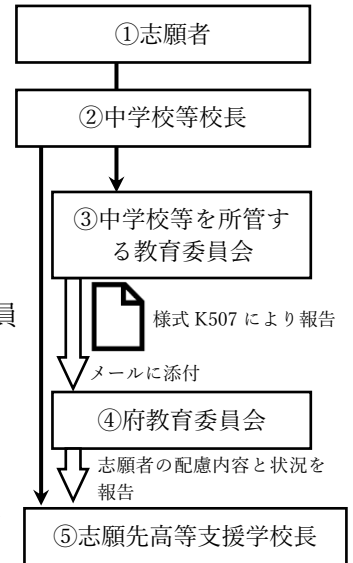 ①志願者
②中学校等校長
③中学校等を所管す
る教育委員会
員
様式 K507 により報告
メールに添付
④府教育委員会
志願者の配慮内容と状況を
報告
⑤志願先高等支援学校長